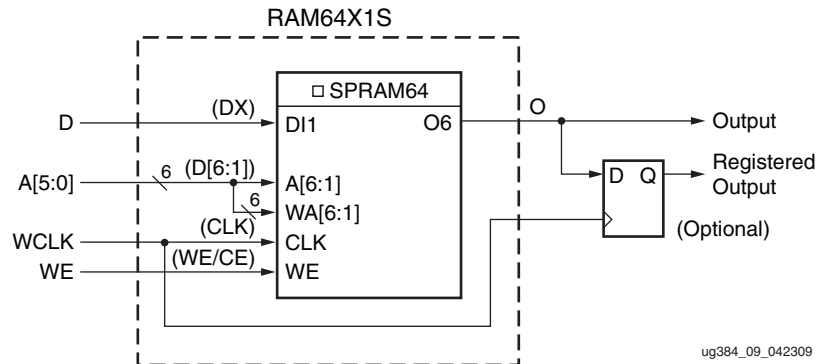 RAM64X1S
□ SPRAM64
D
(DX)
DI1
O6
O
Output
A[5:0]
6
(D[6:1])
A[6:1]
6
WA[6:1]
D Q
Registered
Output
WCLK
(CLK)
CLK
(Optional)
WE
(WE/CE)
WE
ug384_09_042309